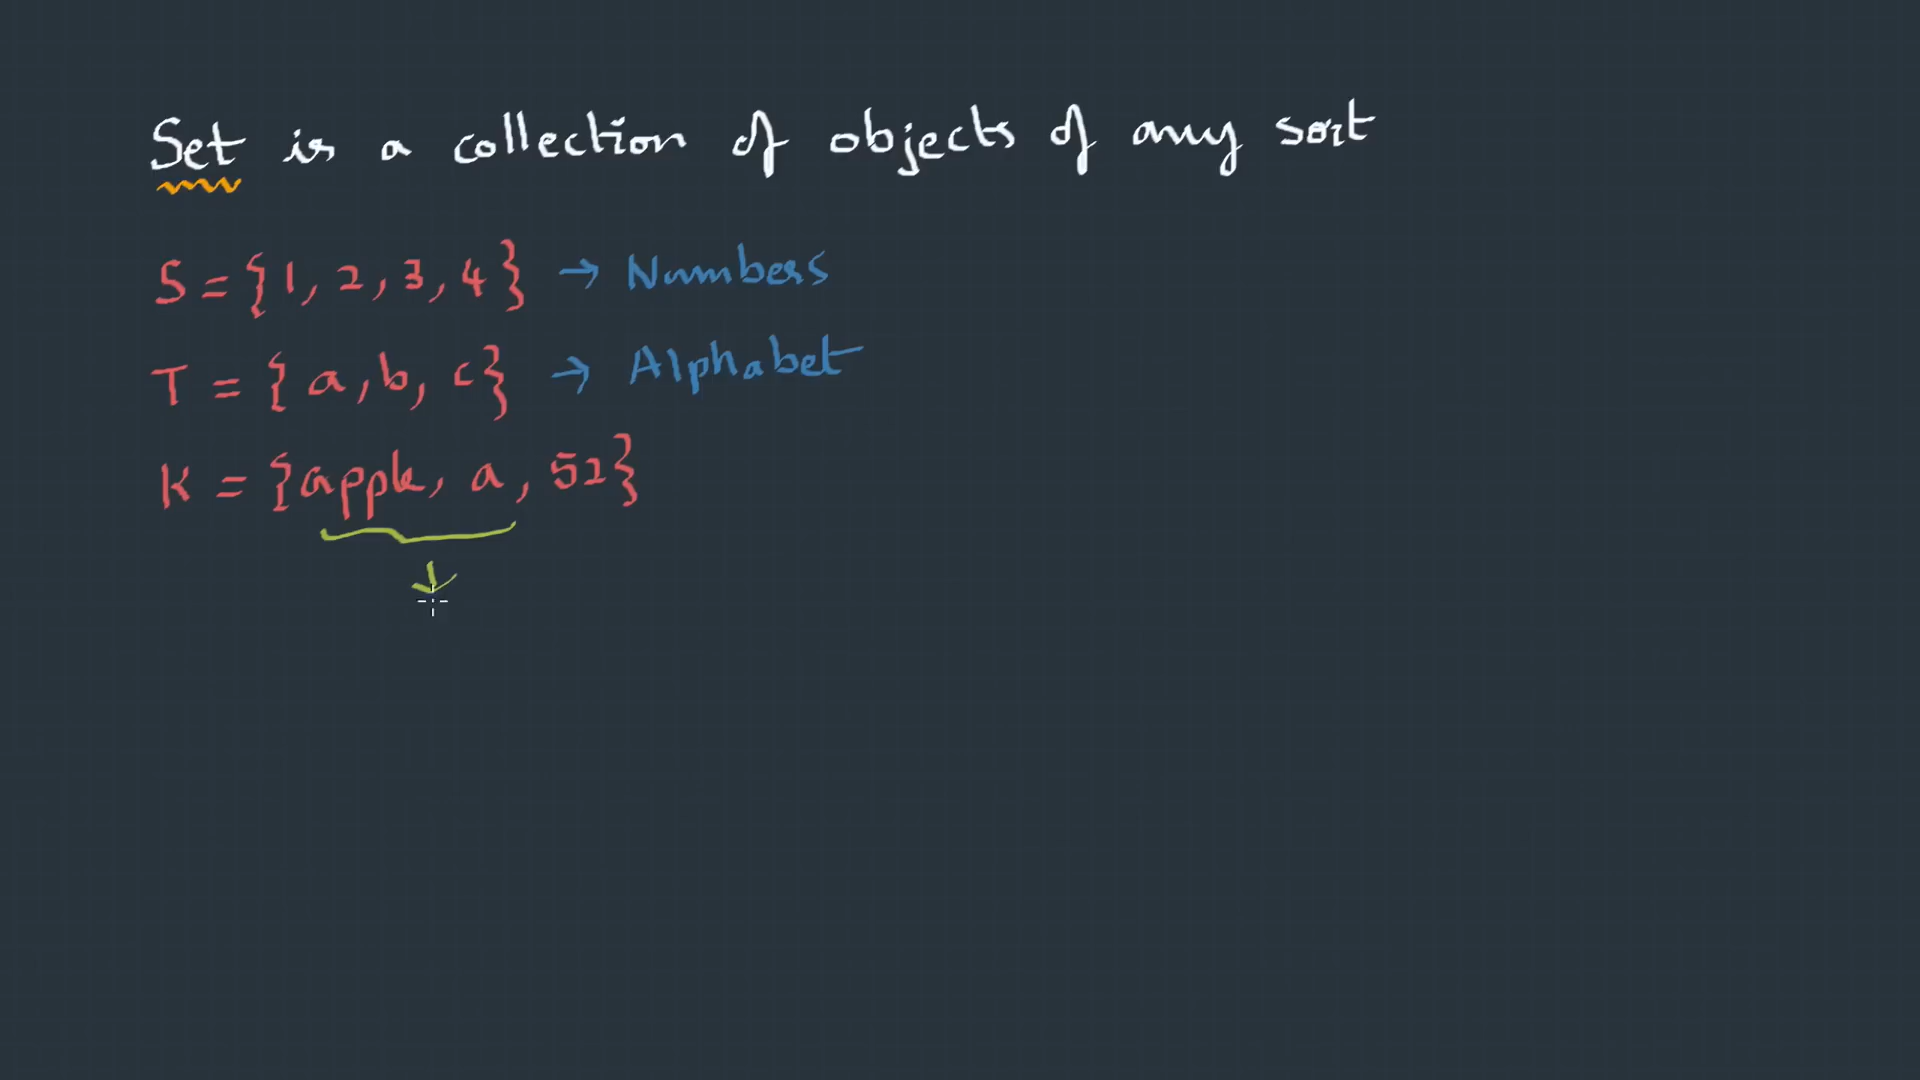 Set is a collection of objects of any sort
S = {1, 2, 3, 4} → Numbers
T = {a, b, c} → Alphabet
K = {apple, a, 52}